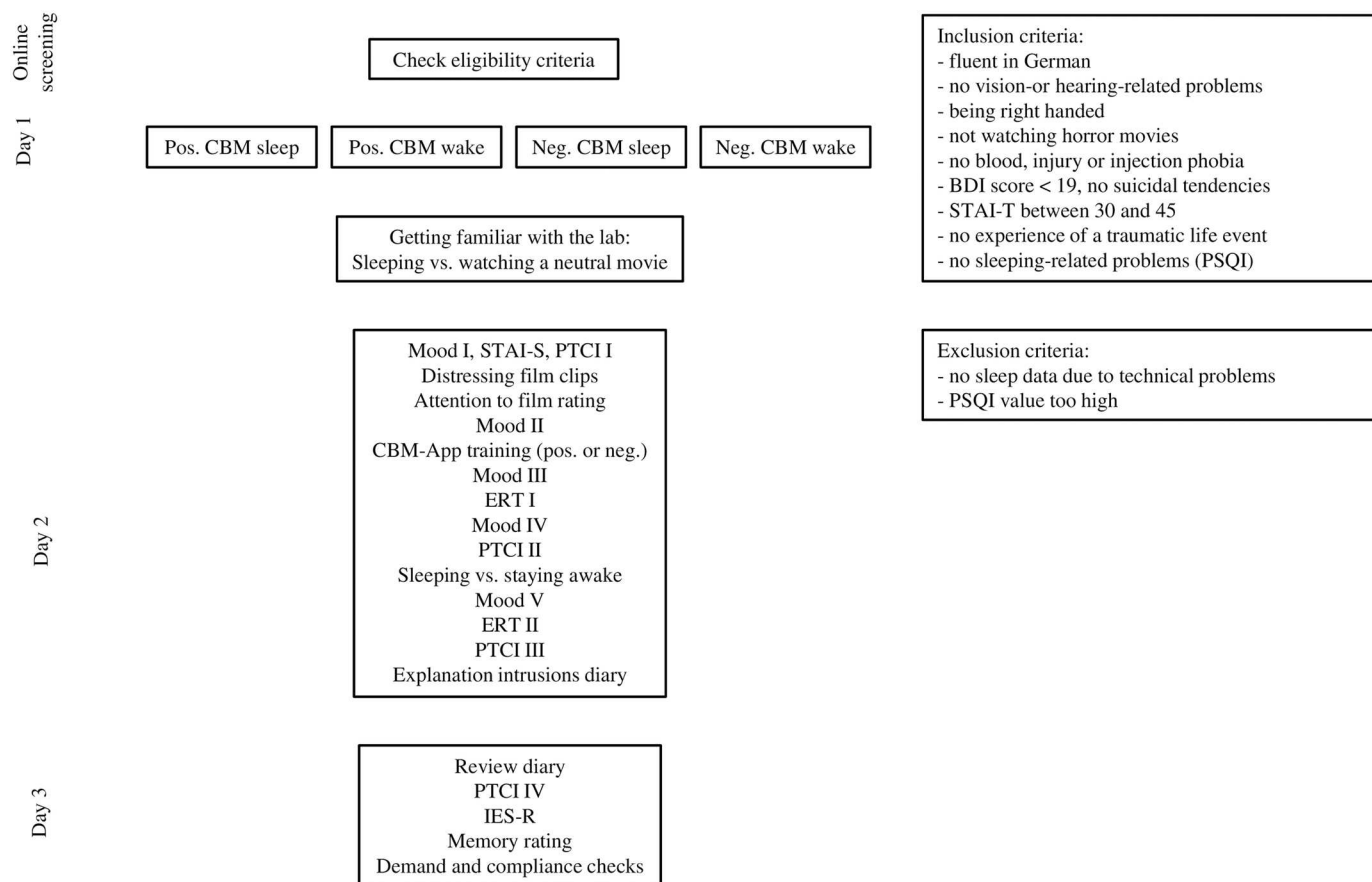 Online
screening
Check eligibility criteria
Day 1
Pos. CBM sleep
Pos. CBM wake
Neg. CBM sleep
Neg. CBM wake
Getting familiar with the lab:
Sleeping vs. watching a neutral movie
Inclusion criteria:
- fluent in German
- no vision-or hearing-related problems
- being right handed
- not watching horror movies
- no blood, injury or injection phobia
- BDI score < 19, no suicidal tendencies
- STAI-T between 30 and 45
- no experience of a traumatic life event
- no sleeping-related problems (PSQI)
Exclusion criteria:
- no sleep data due to technical problems
- PSQI value too high
Day 2
Mood I, STAI-S, PTCI I
Distressing film clips
Attention to film rating
Mood II
CBM-App training (pos. or neg.)
Mood III
ERT I
Mood IV
PTCI II
Sleeping vs. staying awake
Mood V
ERT II
PTCI III
Explanation intrusions diary
Day 3
Review diary
PTCI IV
IES-R
Memory rating
Demand and compliance checks